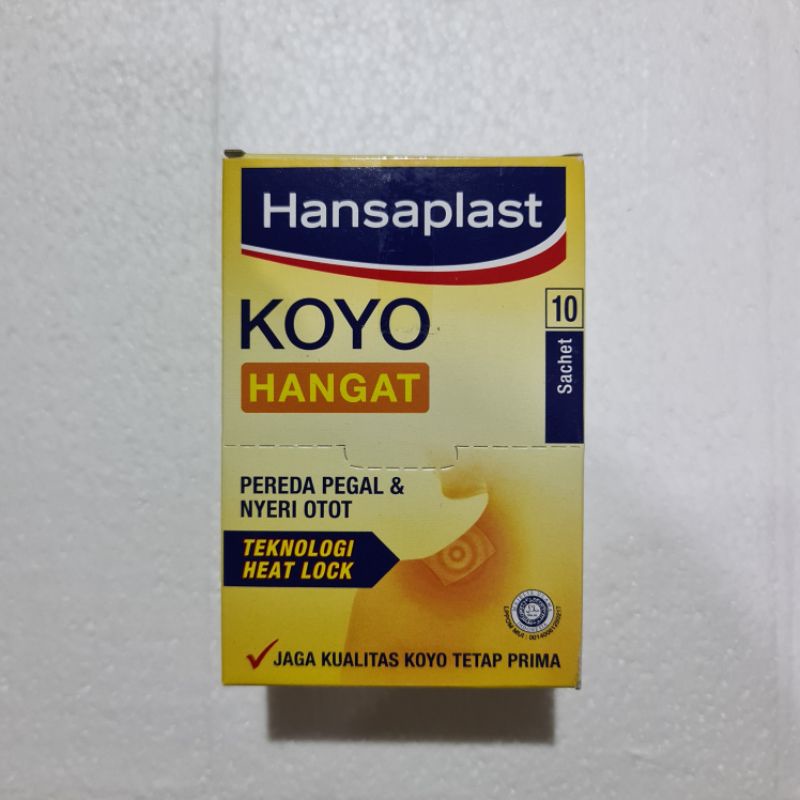 Hansaplast
KOYO
HANGAT
10
Sachet
PEREDA PEGAL &
NYERI OTOT
TEKNOLOGI
HEAT LOCK
JAGA KUALITAS KOYO TETAP PRIMA